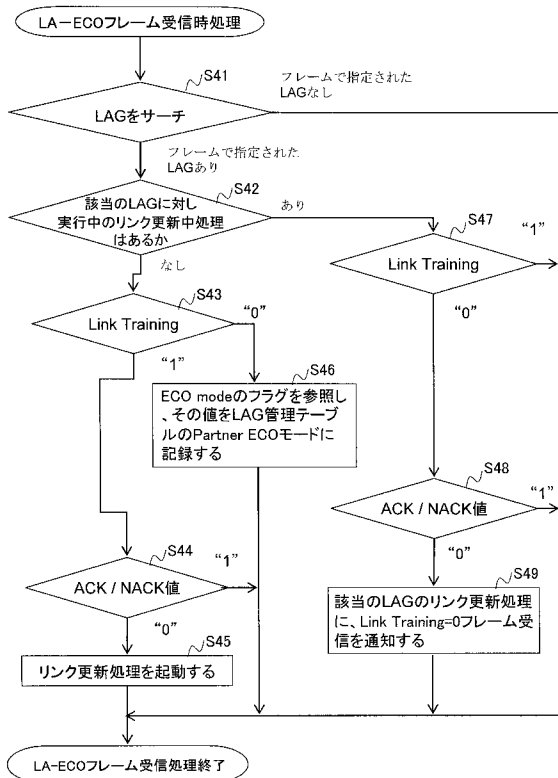 LA-ECOフレーム受信時処理
S41
フレームで指定された
LAGなし
LAGをサーチ
フレームで指定された
LAGあり
S42
該当のLAGに対し
実行中のリンク更新中処理
はあるか
あり
S47
"1"
Link Training
なし
S43
Link Training
"0"
"0"
"1"
S46
ECO modeのフラグを参照し
、その値をLAG管理テーブ
ルのPartner ECOモードに
記録する
S48
ACK / NACK値
"1"
S44
"1"
"0"
ACK / NACK値
S49
該当のLAGのリンク更新処理
に、Link Training=0フレーム受
信を通知する
"0"
S45
リンク更新処理を起動する
LA-ECOフレーム受信処理終了